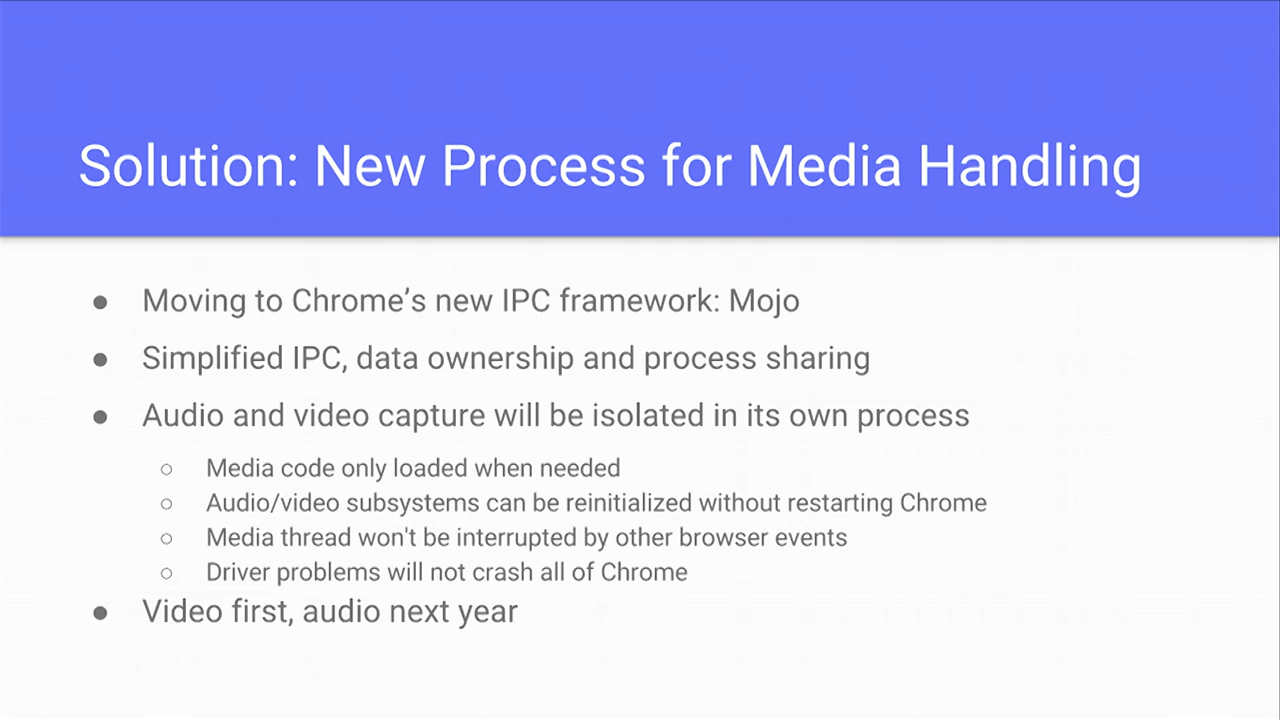 Solution: New Process for Media Handling
● Moving to Chrome’s new IPC framework: Mojo
● Simplified IPC, data ownership and process sharing
● Audio and video capture will be isolated in its own process
○ Media code only loaded when needed
○ Audio/video subsystems can be reinitialized without restarting Chrome
○ Media thread won't be interrupted by other browser events
○ Driver problems will not crash all of Chrome
● Video first, audio next year